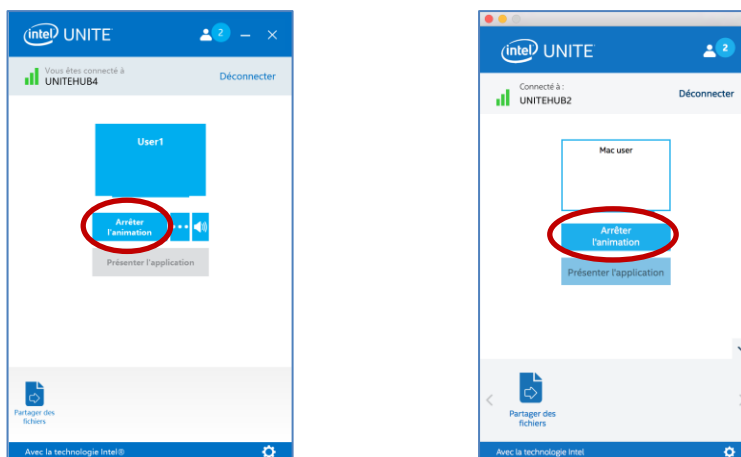 intel UNITE
2
Vous êtes connecté à
UNITEHUB4
Déconnecter
User1
Arrêter
l'animation
Présenter l'application
Partager des
fichiers
Avec la technologie Intel®
intel UNITE
2
Connecté à :
UNITEHUB2
Déconnecter
Mac user
Arrêter
l'animation
Présenter l'application
Partager des
fichiers
Avec la technologie Intel